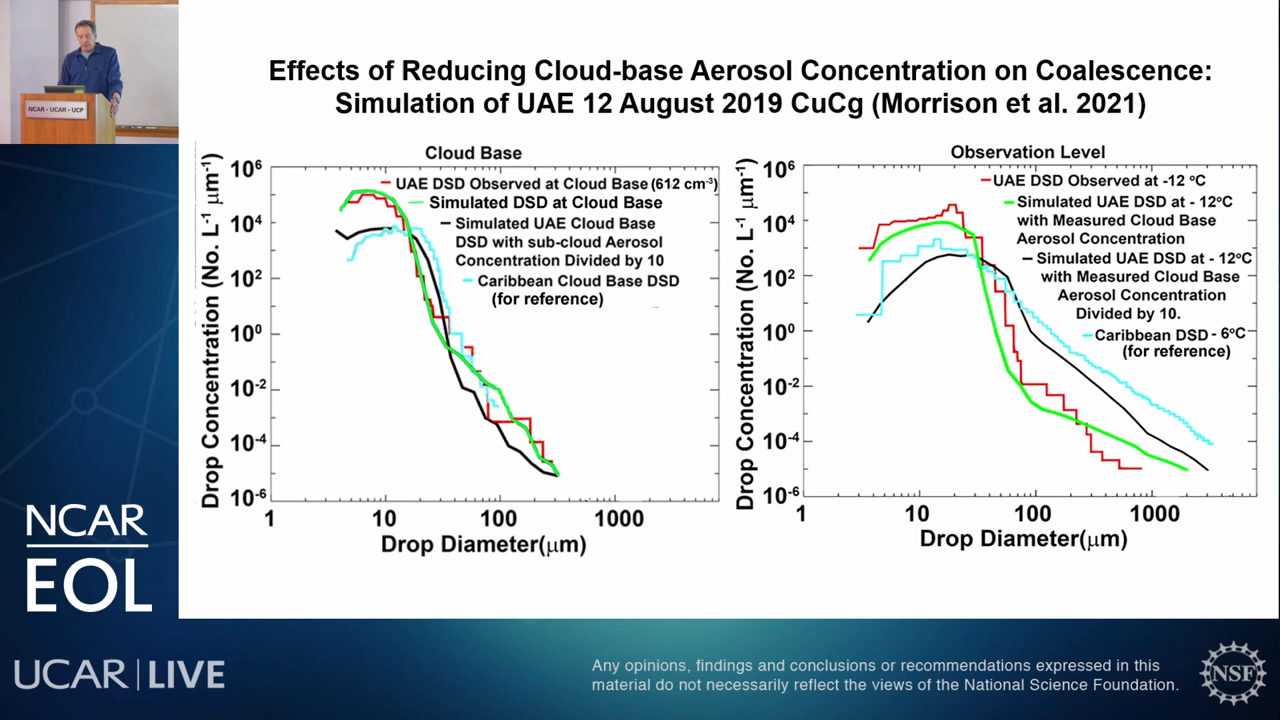 NCAR - UCAR - UCP
Effects of Reducing Cloud-base Aerosol Concentration on Coalescence:
Simulation of UAE 12 August 2019 CuCg (Morrison et al. 2021)
Cloud Base
Drop Concentration (No. L⁻¹ μm⁻¹)
10⁶
10⁴
10²
10⁰
10⁻²
10⁻⁴
10⁻⁶
UAE DSD Observed at Cloud Base (612 cm⁻³)
Simulated DSD at Cloud Base
Simulated UAE Cloud Base
DSD with sub-cloud Aerosol
Concentration Divided by 10
Caribbean Cloud Base DSD
(for reference)
1 10 100 1000
Drop Diameter(μm)
Observation Level
Drop Concentration (No. L⁻¹ μm⁻¹)
10⁶
10⁴
10²
10⁰
10⁻²
10⁻⁴
10⁻⁶
UAE DSD Observed at -12 ºC
Simulated UAE DSD at - 12ºC
with Measured Cloud Base
Aerosol Concentration
Simulated UAE DSD at - 12ºC
with Measured Cloud Base
Aerosol Concentration
Divided by 10.
Caribbean DSD - 6ºC
(for reference)
1 10 100 1000
Drop Diameter(μm)
NCAR
EOL
UCAR | LIVE
Any opinions, findings and conclusions or recommendations expressed in this
material do not necessarily reflect the views of the National Science Foundation.
NSF